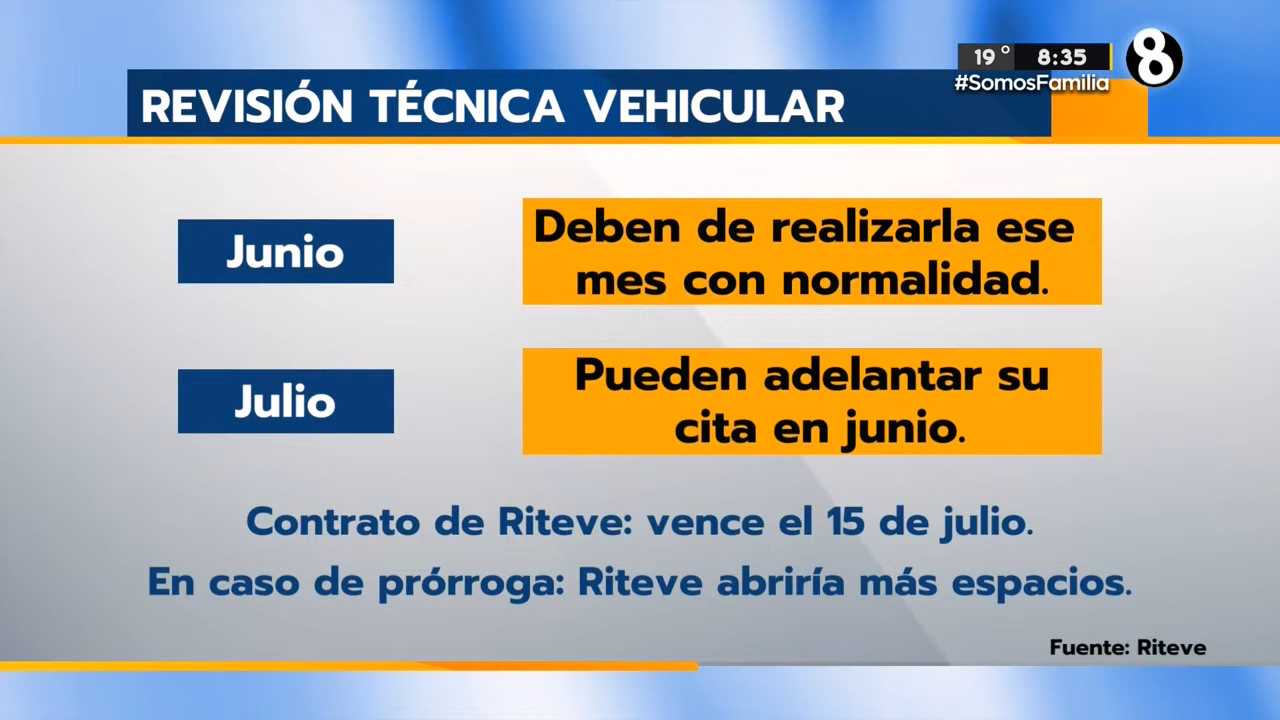 19° 8:35 8
#SomosFamilia
REVISIÓN TÉCNICA VEHICULAR
Junio
Deben de realizarla ese
mes con normalidad.
Julio
Pueden adelantar su
cita en junio.
Contrato de Riteve: vence el 15 de julio.
En caso de prórroga: Riteve abriría más espacios.
Fuente: Riteve